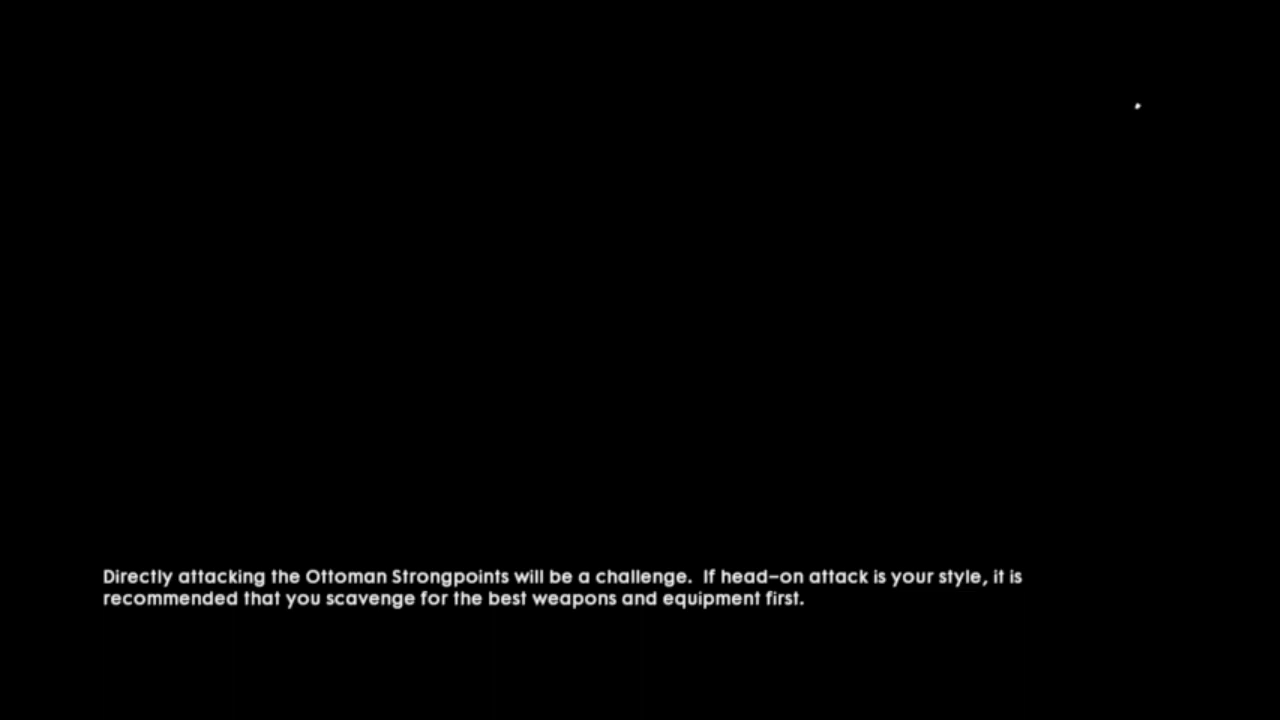 Directly attacking the Ottoman Strongpoints will be a challenge.  If head-on attack is your style, it is
recommended that you scavenge for the best weapons and equipment first.